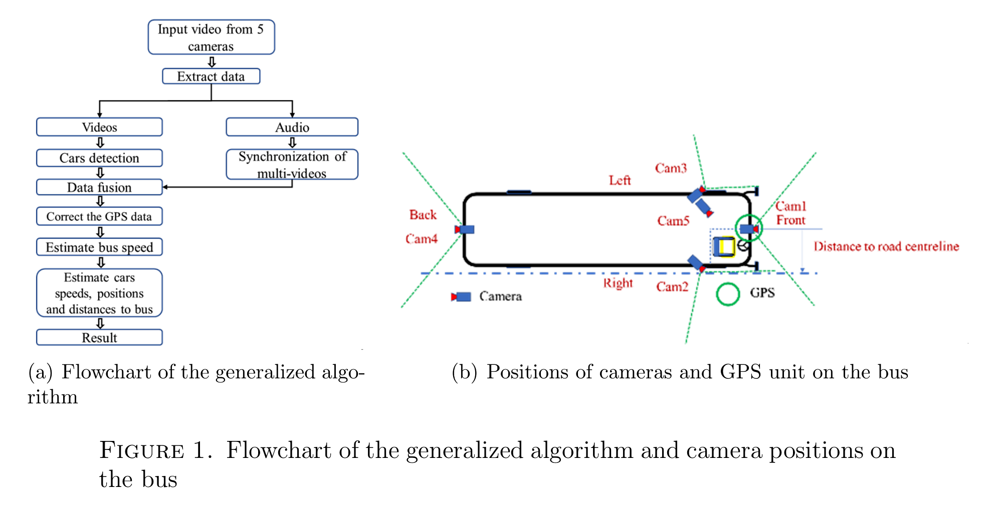 Input video from 5
cameras
Extract data
Videos
Audio
Cars detection
Synchronization of
multi-videos
Data fusion
Correct the GPS data
Estimate bus speed
Estimate cars
speeds, positions
and distances to bus
Result
Cam3
Left
Cam1
Front
Back
Cam5
Cam4
Distance to road centreline
Right
Cam2
Camera
GPS
(a) Flowchart of the generalized algo-
rithm
(b) Positions of cameras and GPS unit on the bus
FIGURE 1. Flowchart of the generalized algorithm and camera positions on
the bus